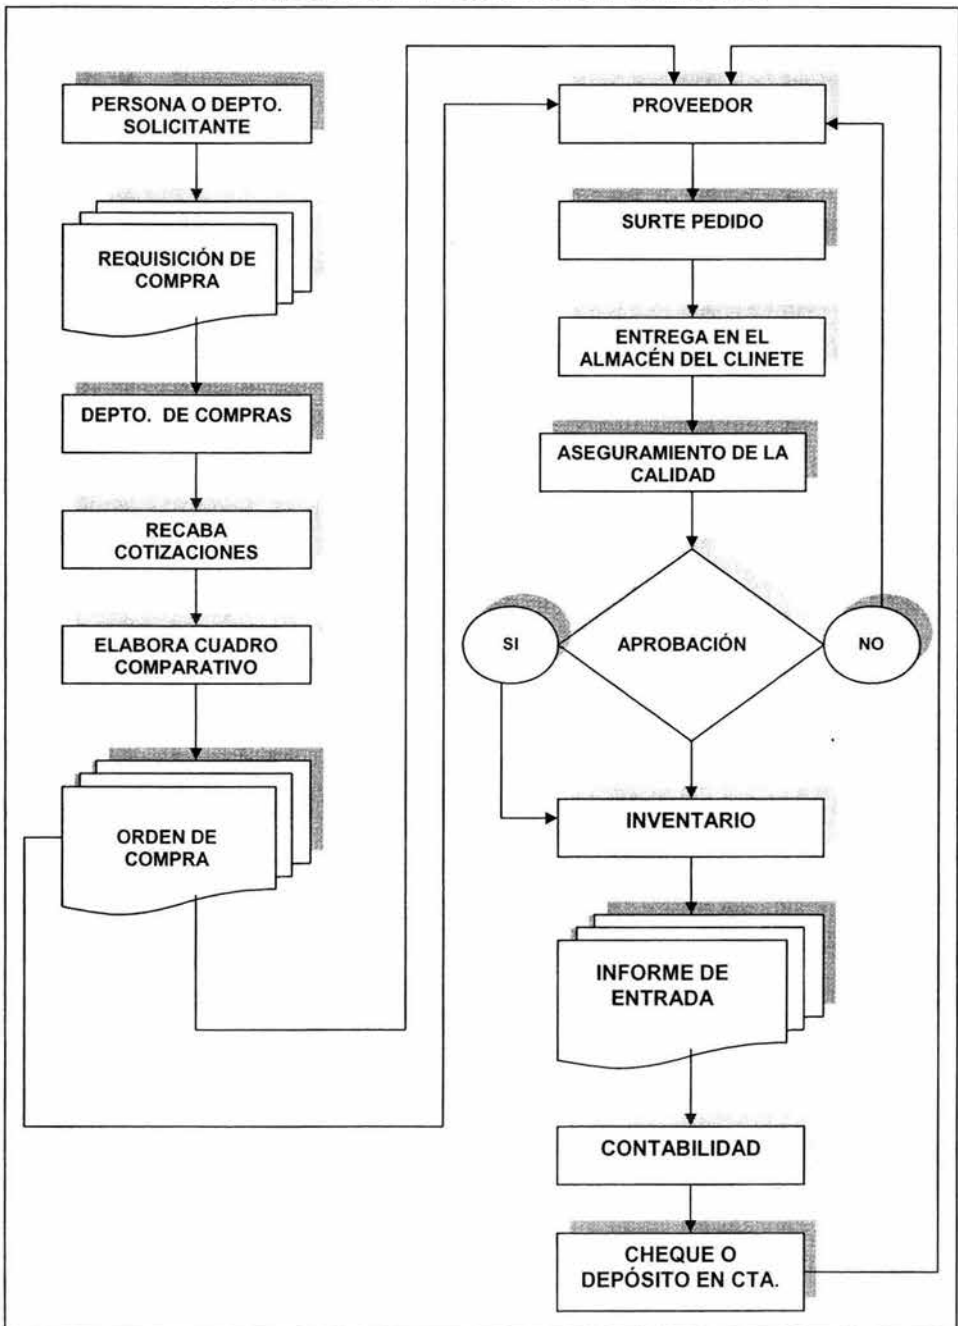 PERSONA O DEPTO.
SOLICITANTE
REQUISICIÓN DE
COMPRA
DEPTO. DE COMPRAS
RECABA
COTIZACIONES
ELABORA CUADRO
COMPARATIVO
ORDEN DE
COMPRA
PROVEEDOR
SURTE PEDIDO
ENTREGA EN EL
ALMACÉN DEL CLINETE
ASEGURAMIENTO DE LA
CALIDAD
SI
APROBACIÓN
NO
INVENTARIO
INFORME DE
ENTRADA
CONTABILIDAD
CHEQUE O
DEPÓSITO EN CTA.